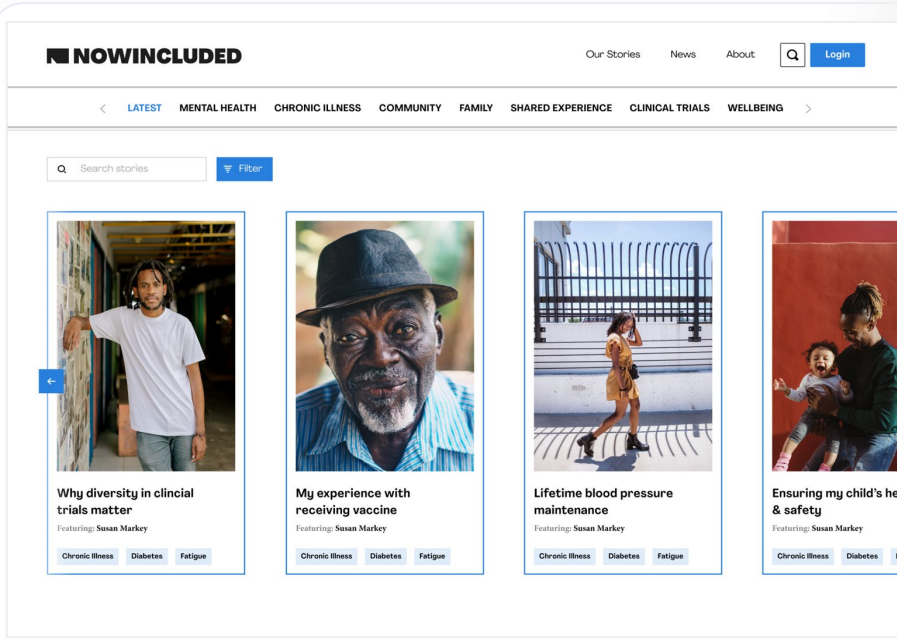 NOWINCLUDED
Our Stories News About Login
LATEST MENTAL HEALTH CHRONIC ILLNESS COMMUNITY FAMILY SHARED EXPERIENCE CLINICAL TRIALS WELLBEING
Search stories Filter
Why diversity in clincial
trials matter
Featuring: Susan Markey
Chronic Illness Diabetes Fatigue
My experience with
receiving vaccine
Featuring: Susan Markey
Chronic Illness Diabetes Fatigue
Lifetime blood pressure
maintenance
Featuring: Susan Markey
Chronic Illness Diabetes Fatigue
Ensuring my child's he
& safety
Featuring: Susan Markey
Chronic Illness Diabetes